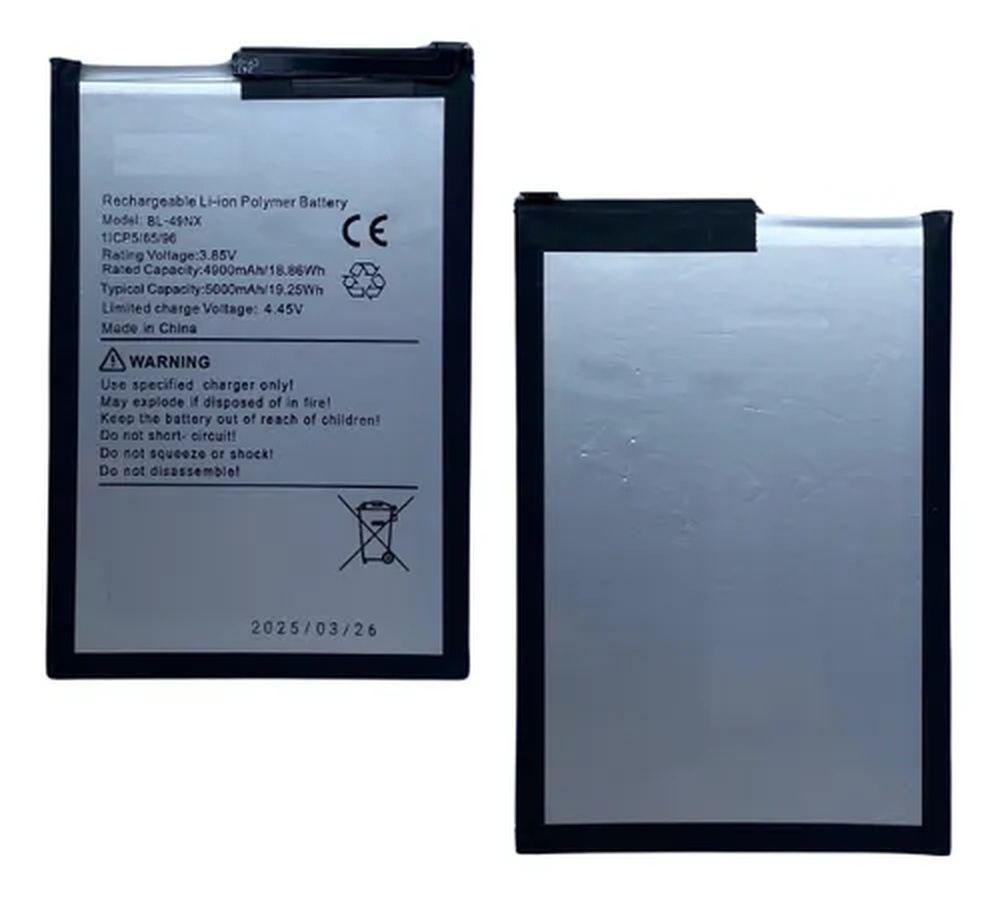 Rechargeable Li-ion Polymer Battery
Model: BL-49NX
1ICP5/65/96
Rating Voltage:3.85V
Rated Capacity:4900mAh/18.86Wh
Typical Capacity:5000mAh/19.25Wh
Limited charge Voltage: 4.45V
Made in China
CE
WARNING
Use specified charger only!
May explode if disposed of in fire!
Keep the battery out of reach of children!
Do not short- circuit!
Do not squeeze or shock!
Do not disassemble!
2025/03/26